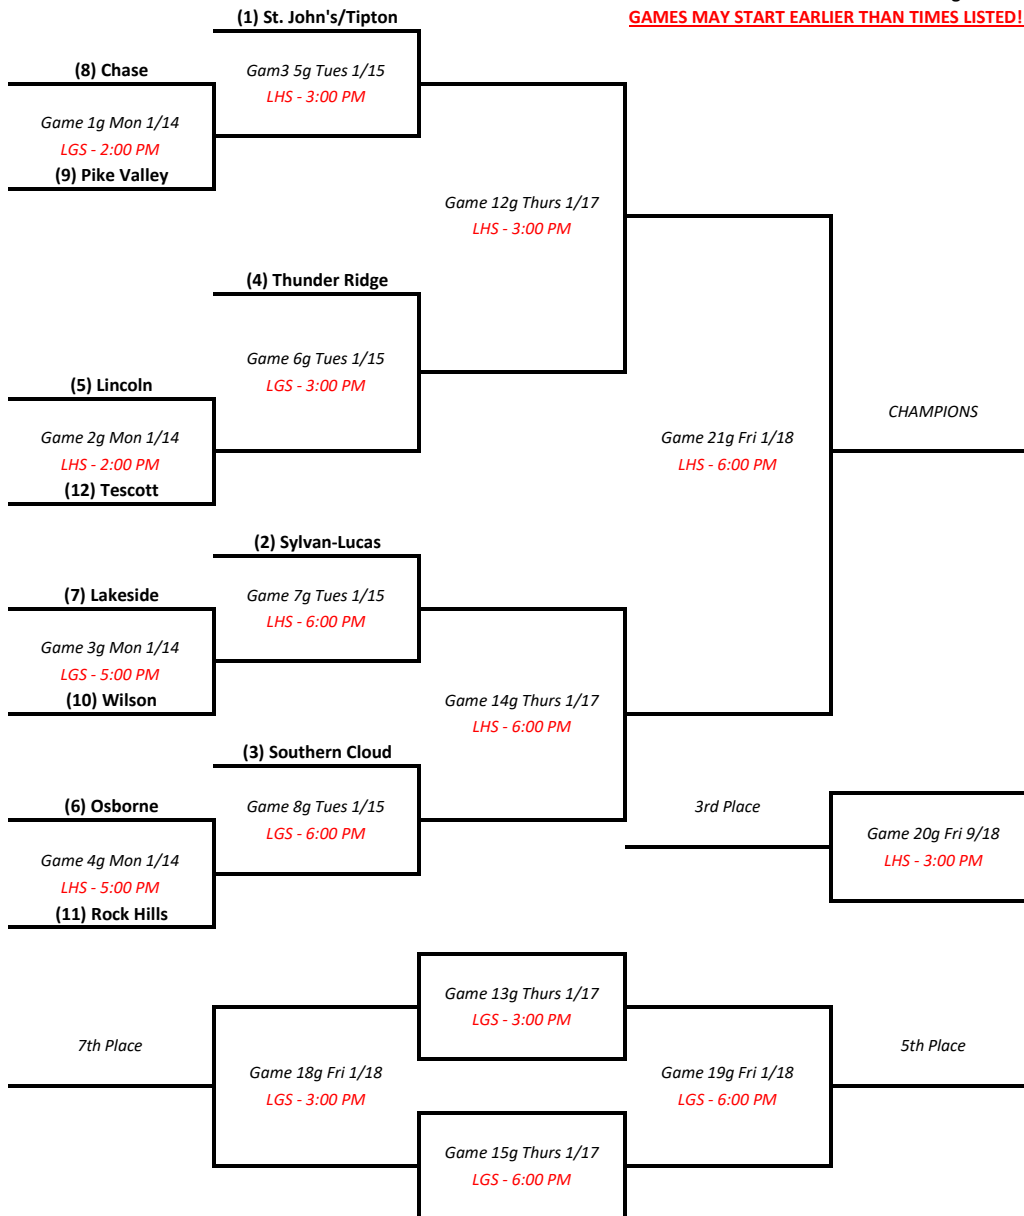 GAMES MAY START EARLIER THAN TIMES LISTED!
(1) St. John's/Tipton
(8) Chase
Gam3 5g Tues 1/15
LHS - 3:00 PM
Game 1g Mon 1/14
LGS - 2:00 PM
(9) Pike Valley
Game 12g Thurs 1/17
LHS - 3:00 PM
(4) Thunder Ridge
Game 6g Tues 1/15
LGS - 3:00 PM
(5) Lincoln
CHAMPIONS
Game 2g Mon 1/14
LHS - 2:00 PM
Game 21g Fri 1/18
LHS - 6:00 PM
(12) Tescott
(2) Sylvan-Lucas
(7) Lakeside
Game 7g Tues 1/15
LHS - 6:00 PM
Game 3g Mon 1/14
LGS - 5:00 PM
(10) Wilson
Game 14g Thurs 1/17
LHS - 6:00 PM
(3) Southern Cloud
(6) Osborne
Game 8g Tues 1/15
LGS - 6:00 PM
3rd Place
Game 20g Fri 9/18
LHS - 3:00 PM
Game 4g Mon 1/14
LHS - 5:00 PM
(11) Rock Hills
Game 13g Thurs 1/17
LGS - 3:00 PM
7th Place
5th Place
Game 18g Fri 1/18
LGS - 3:00 PM
Game 19g Fri 1/18
LGS - 6:00 PM
Game 15g Thurs 1/17
LGS - 6:00 PM